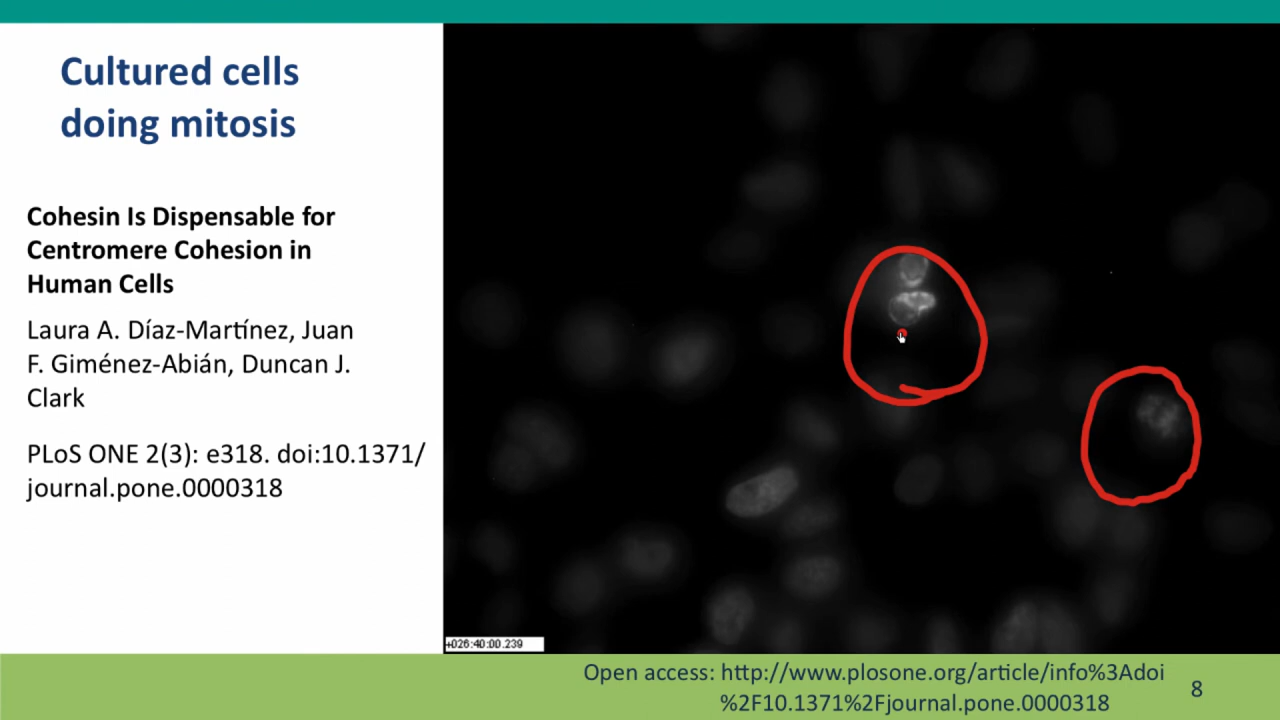 Cultured cells
doing mitosis
Cohesin Is Dispensable for
Centromere Cohesion in
Human Cells
Laura A. Díaz-Martínez, Juan
F. Giménez-Abián, Duncan J.
Clark
PLoS ONE 2(3): e318. doi:10.1371/
journal.pone.0000318
+026:40:00.239
Open access: http://www.plosone.org/article/info%3Adoi
%2F10.1371%2Fjournal.pone.0000318
8